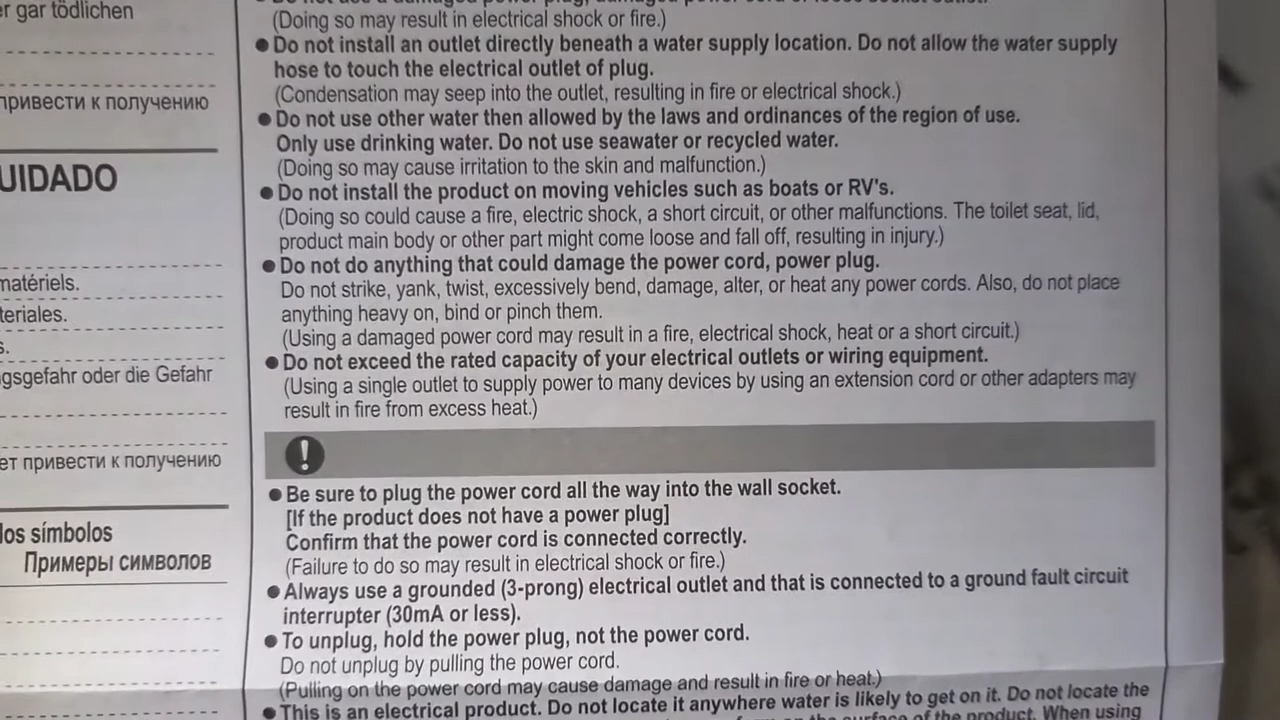 er gar tödlichen
привести к получению
UIDADO
matériels.
teriales.
s.
gsgefahr oder die Gefahr
ет привести к получению
los símbolos
Примеры символов
(Doing so may result in electrical shock or fire.)
● Do not install an outlet directly beneath a water supply location. Do not allow the water supply
hose to touch the electrical outlet of plug.
(Condensation may seep into the outlet, resulting in fire or electrical shock.)
● Do not use other water then allowed by the laws and ordinances of the region of use.
Only use drinking water. Do not use seawater or recycled water.
(Doing so may cause irritation to the skin and malfunction.)
● Do not install the product on moving vehicles such as boats or RV's.
(Doing so could cause a fire, electric shock, a short circuit, or other malfunctions. The toilet seat, lid,
product main body or other part might come loose and fall off, resulting in injury.)
● Do not do anything that could damage the power cord, power plug.
Do not strike, yank, twist, excessively bend, damage, alter, or heat any power cords. Also, do not place
anything heavy on, bind or pinch them.
(Using a damaged power cord may result in a fire, electrical shock, heat or a short circuit.)
● Do not exceed the rated capacity of your electrical outlets or wiring equipment.
(Using a single outlet to supply power to many devices by using an extension cord or other adapters may
result in fire from excess heat.)
!
● Be sure to plug the power cord all the way into the wall socket.
[If the product does not have a power plug]
Confirm that the power cord is connected correctly.
(Failure to do so may result in electrical shock or fire.)
● Always use a grounded (3-prong) electrical outlet and that is connected to a ground fault circuit
interrupter (30mA or less).
● To unplug, hold the power plug, not the power cord.
Do not unplug by pulling the power cord.
(Pulling on the power cord may cause damage and result in fire or heat.)
● This is an electrical product. Do not locate it anywhere water is likely to get on it. Do not locate the
on the surface of the product. When using